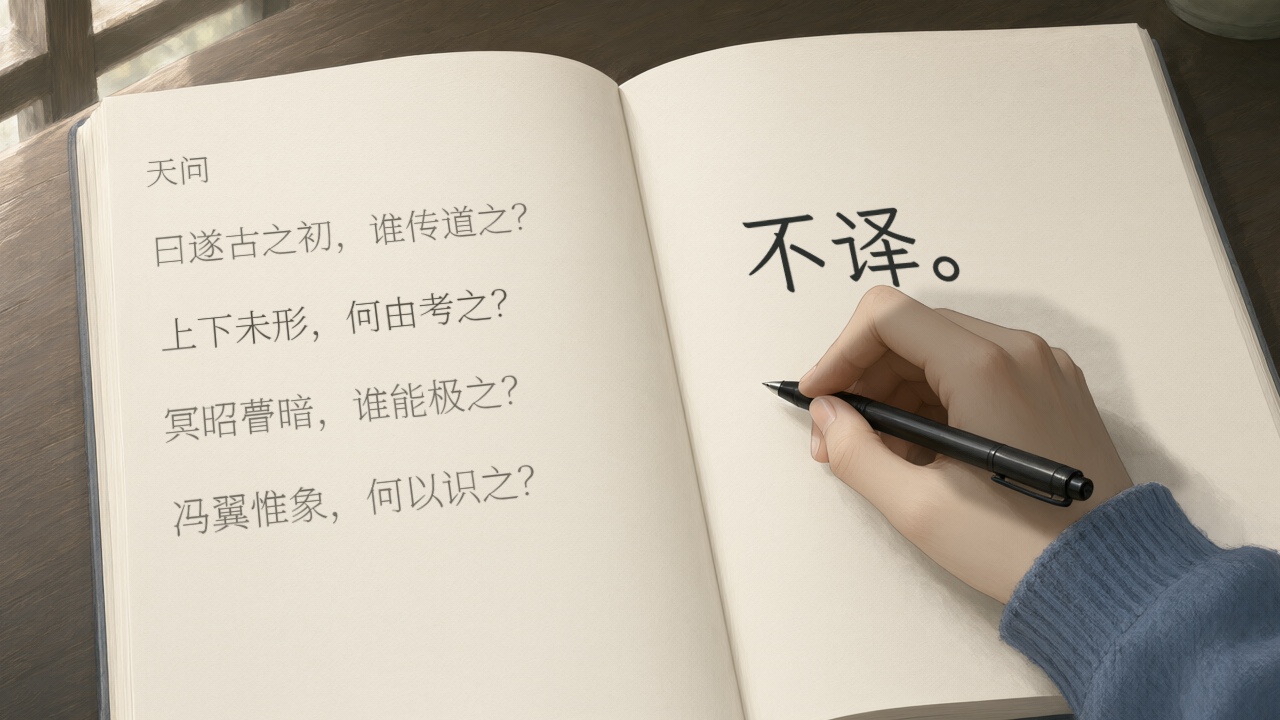 天问
曰遂古之初，谁传道之？
上下未形，何由考之？
冥昭瞢暗，谁能极之？
冯翼惟象，何以识之？
不译。